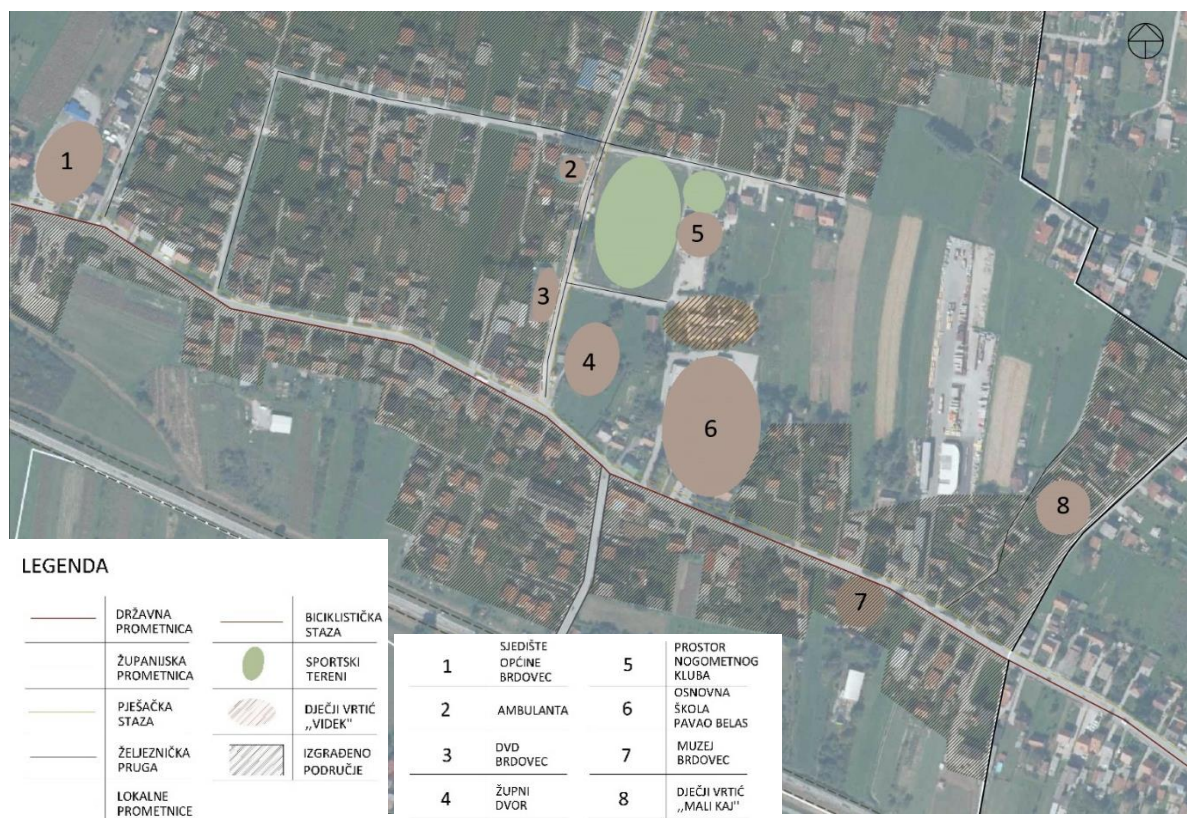 1
2
5
3
4
6
8
7
LEGENDA
DRŽAVNA
PROMETNICA
ŽUPANIJSKA
PROMETNICA
PJEŠAČKA
STAZA
ŽELJEZNIČKA
PRUGA
LOKALNE
PROMETNICE
BICIKLISTIČKA
STAZA
SPORTSKI
TERENI
DJEČJI VRTIĆ
,,VIDEK"
IZGRAĐENO
PODRUČJE
1
SJEDIŠTE
OPĆINE
BRDOVEC
2
AMBULANTA
3
DVD
BRDOVEC
4
ŽUPNI
DVOR
5
PROSTOR
NOGOMETNOG
KLUBA
6
OSNOVNA
ŠKOLA
PAVAO BELAS
7
MUZEJ
BRDOVEC
8
DJEČJI VRTIĆ
,,MALI KAJ"